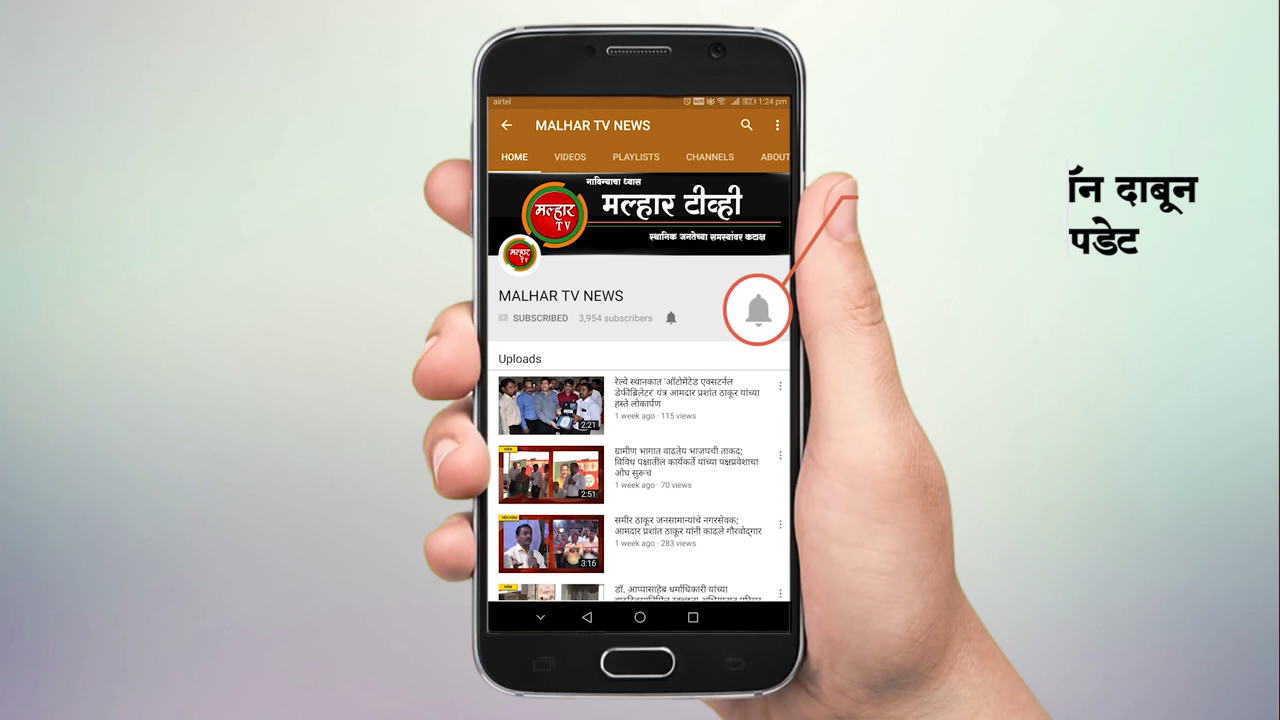 airtel
1:24 pm
MALHAR TV NEWS
HOME VIDEOS PLAYLISTS CHANNELS ABOUT
नाविन्याचा ध्यास
मल्हार टीव्ही
स्थानिक जनतेच्या समस्यांवर कटाक्ष
मल्हार
TV
मल्हार
TV
MALHAR TV NEWS
SUBSCRIBED 3,954 subscribers
ॉन दाबून
पडेट
Uploads
रेल्वे स्थानकात 'ऑटोमेटेड एक्सटर्नल
डेफीब्रिलेटर' यंत्र आमदार प्रशांत ठाकूर यांच्या
हस्ते लोकार्पण
1 week ago · 115 views
2:21
ग्रामीण भागात वाढतेय भाजपची ताकद;
विविध पक्षातील कार्यकर्ते यांच्या पक्षप्रवेशाचा
ओघ सुरूच
1 week ago · 70 views
2:51
समीर ठाकूर जनसामान्यांचे नगरसेवक;
आमदार प्रशांत ठाकूर यांनी काढले गौरवोद्गार
1 week ago · 283 views
3:16
डॉ. आप्पासाहेब धर्माधिकारी यांच्या